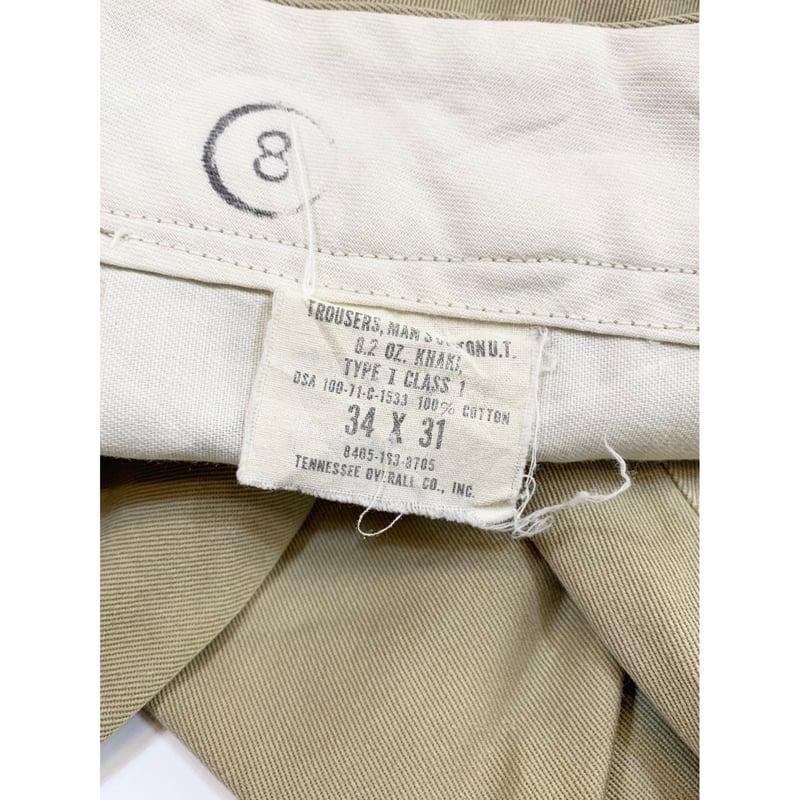 8
TROUSERS, MAN'S COTTON U.T.
8.2 OZ. KHAKI,
TYPE I CLASS 1
DSA 100-71-C-1533 100% COTTON
34 X 31
8405-193-8705
TENNESSEE OVERALL CO., INC.